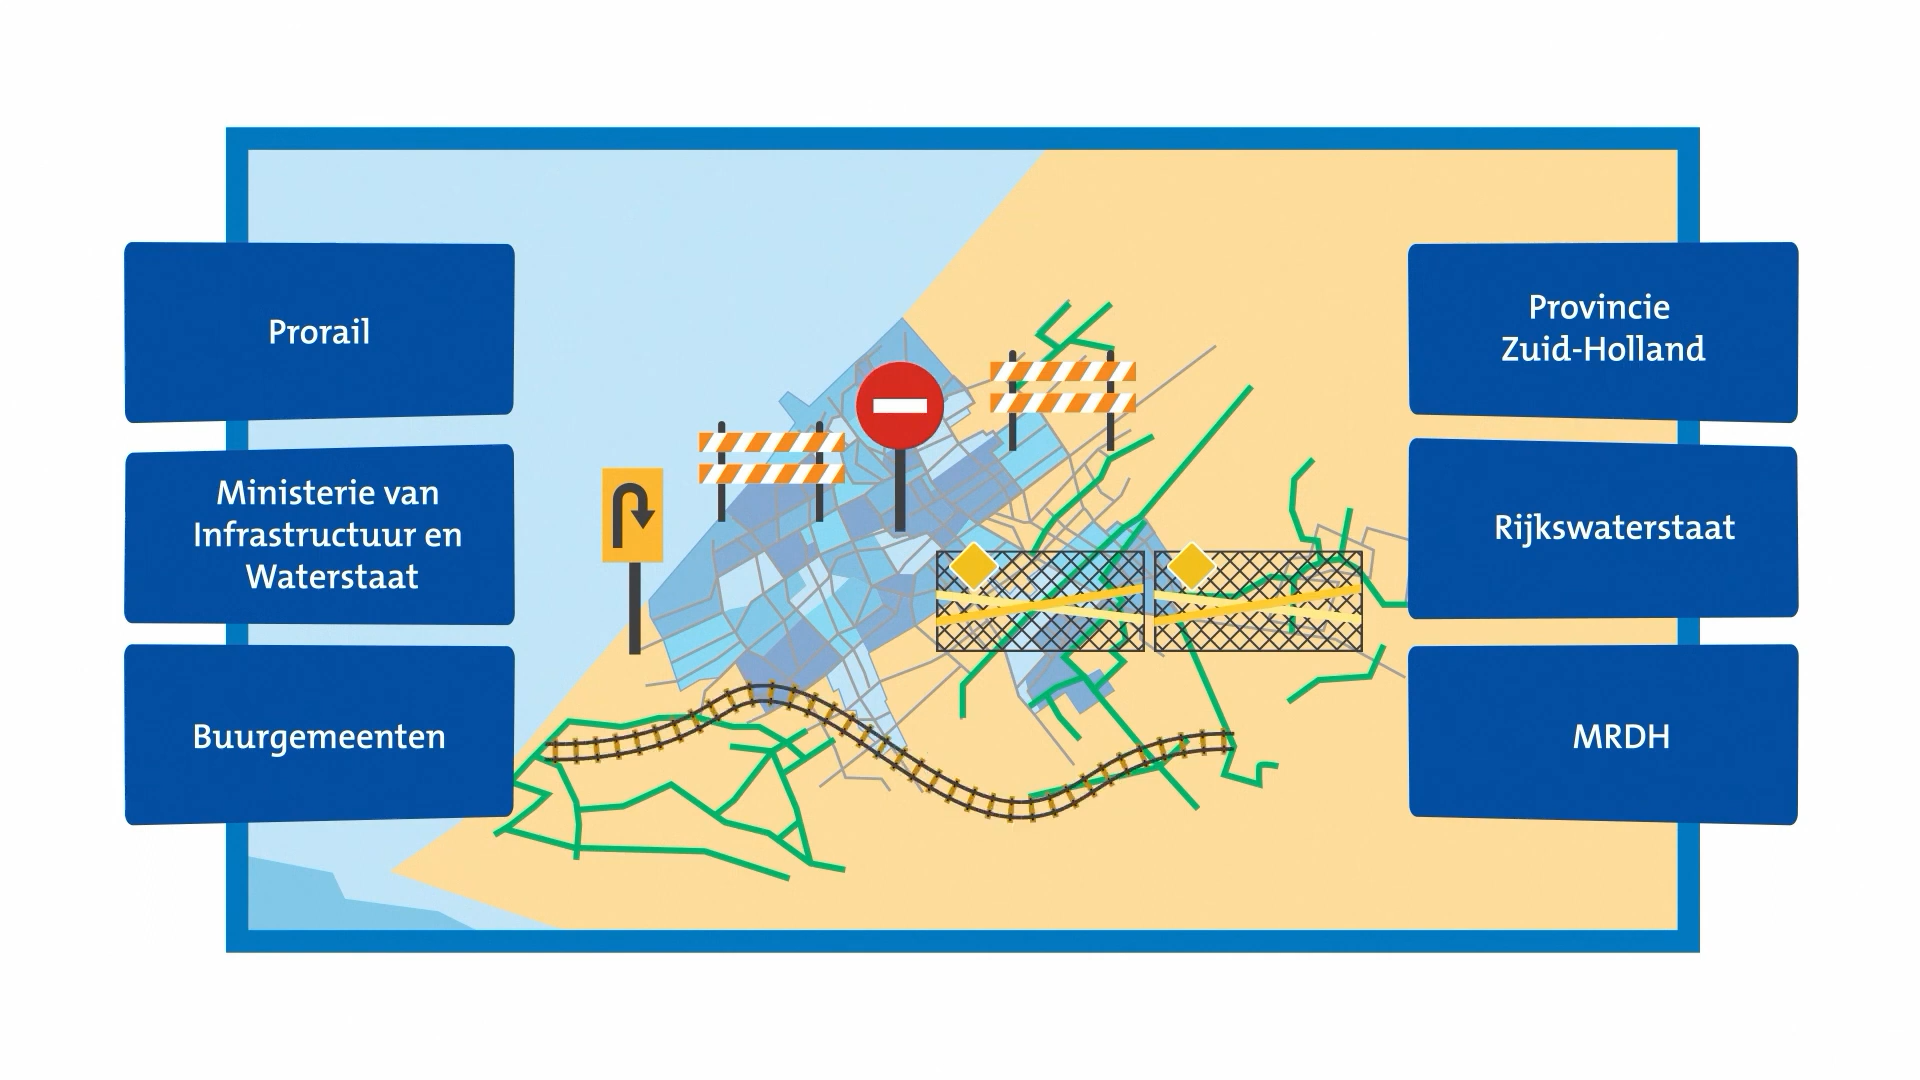 Prorail
Ministerie van
Infrastructuur en
Waterstaat
Buurgemeenten
Provincie
Zuid-Holland
Rijkswaterstaat
MRDH